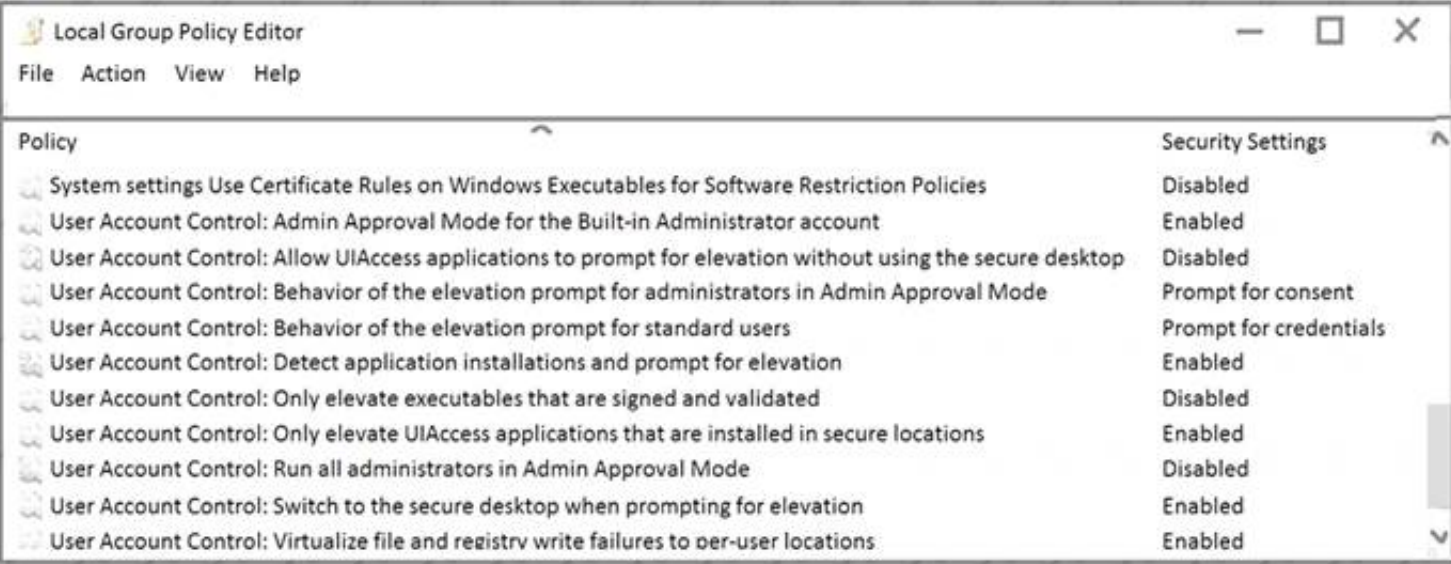 Local Group Policy Editor
File Action View Help
Policy Security Settings
System settings Use Certificate Rules on Windows Executables for Software Restriction Policies Disabled
User Account Control: Admin Approval Mode for the Built-in Administrator account Enabled
User Account Control: Allow UIAccess applications to prompt for elevation without using the secure desktop Disabled
User Account Control: Behavior of the elevation prompt for administrators in Admin Approval Mode Prompt for consent
User Account Control: Behavior of the elevation prompt for standard users Prompt for credentials
User Account Control: Detect application installations and prompt for elevation Enabled
User Account Control: Only elevate executables that are signed and validated Disabled
User Account Control: Only elevate UIAccess applications that are installed in secure locations Enabled
User Account Control: Run all administrators in Admin Approval Mode Disabled
User Account Control: Switch to the secure desktop when prompting for elevation Enabled
User Account Control: Virtualize file and registry write failures to per-user locations Enabled